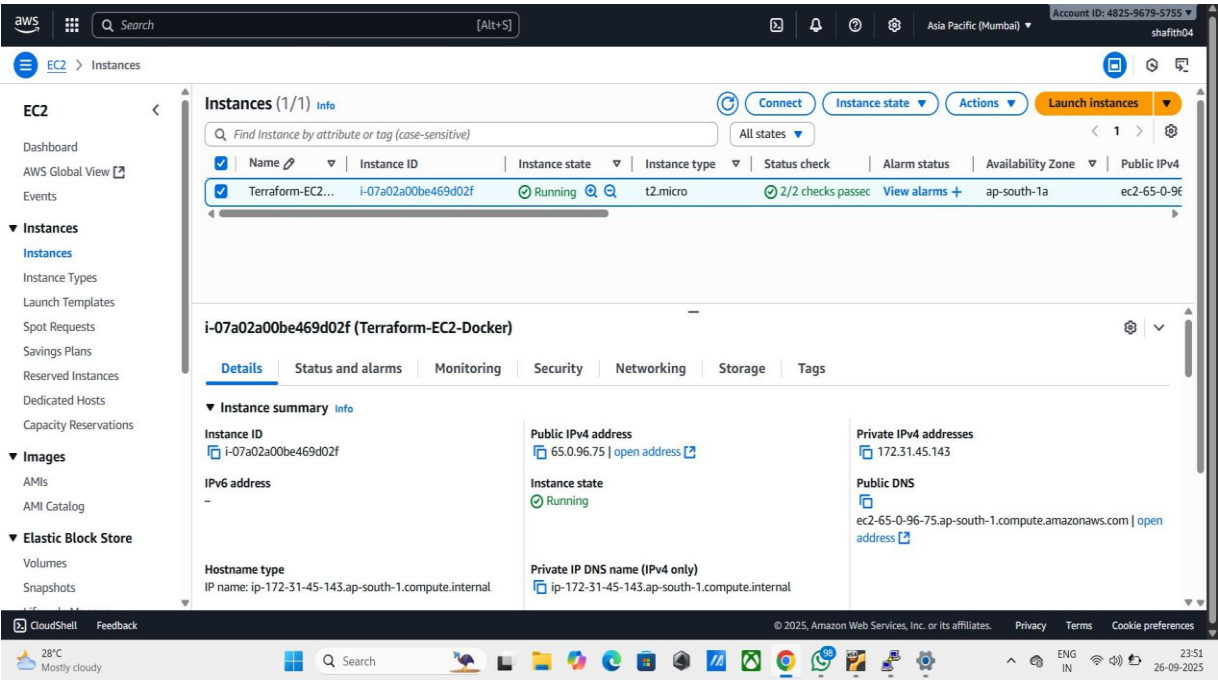 aws Search [Alt+S] Asia Pacific (Mumbai) Account ID: 4825-9679-5755
shafith04
EC2 > Instances
EC2
Dashboard
AWS Global View
Events
Instances
Instances
Instance Types
Launch Templates
Spot Requests
Savings Plans
Reserved Instances
Dedicated Hosts
Capacity Reservations
Images
AMIs
AMI Catalog
Elastic Block Store
Volumes
Snapshots
Instances (1/1) Info Connect Instance state Actions Launch instances
Find Instance by attribute or tag (case-sensitive) All states 1
Name Instance ID Instance state Instance type Status check Alarm status Availability Zone Public IPv4
Terraform-EC2... i-07a02a00be469d02f Running t2.micro 2/2 checks passec View alarms + ap-south-1a ec2-65-0-96
i-07a02a00be469d02f (Terraform-EC2-Docker)
Details Status and alarms Monitoring Security Networking Storage Tags
Instance summary Info
Instance ID
i-07a02a00be469d02f
Public IPv4 address
65.0.96.75 | open address
Private IPv4 addresses
172.31.45.143
IPv6 address
–
Instance state
Running
Public DNS
ec2-65-0-96-75.ap-south-1.compute.amazonaws.com | open
address
Hostname type
IP name: ip-172-31-45-143.ap-south-1.compute.internal
Private IP DNS name (IPv4 only)
ip-172-31-45-143.ap-south-1.compute.internal
CloudShell Feedback © 2025, Amazon Web Services, Inc. or its affiliates. Privacy Terms Cookie preferences
28°C
Mostly cloudy
Search
98
ENG
IN
23:51
26-09-2025